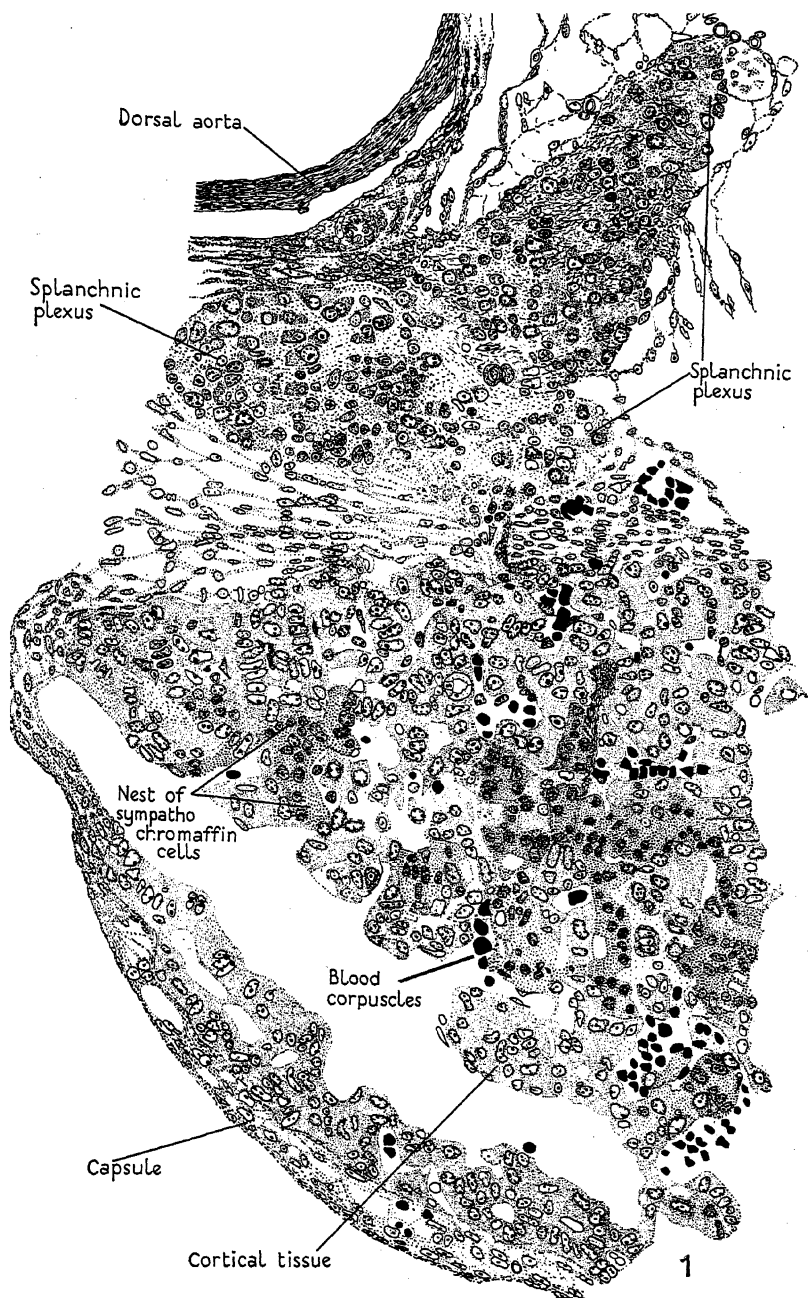 Dorsal aorta
Splanchnic
plexus
Splanchnic
plexus
Nest of
sympatho
chromaffin
cells
Blood
corpuscles
Capsule
Cortical tissue
1